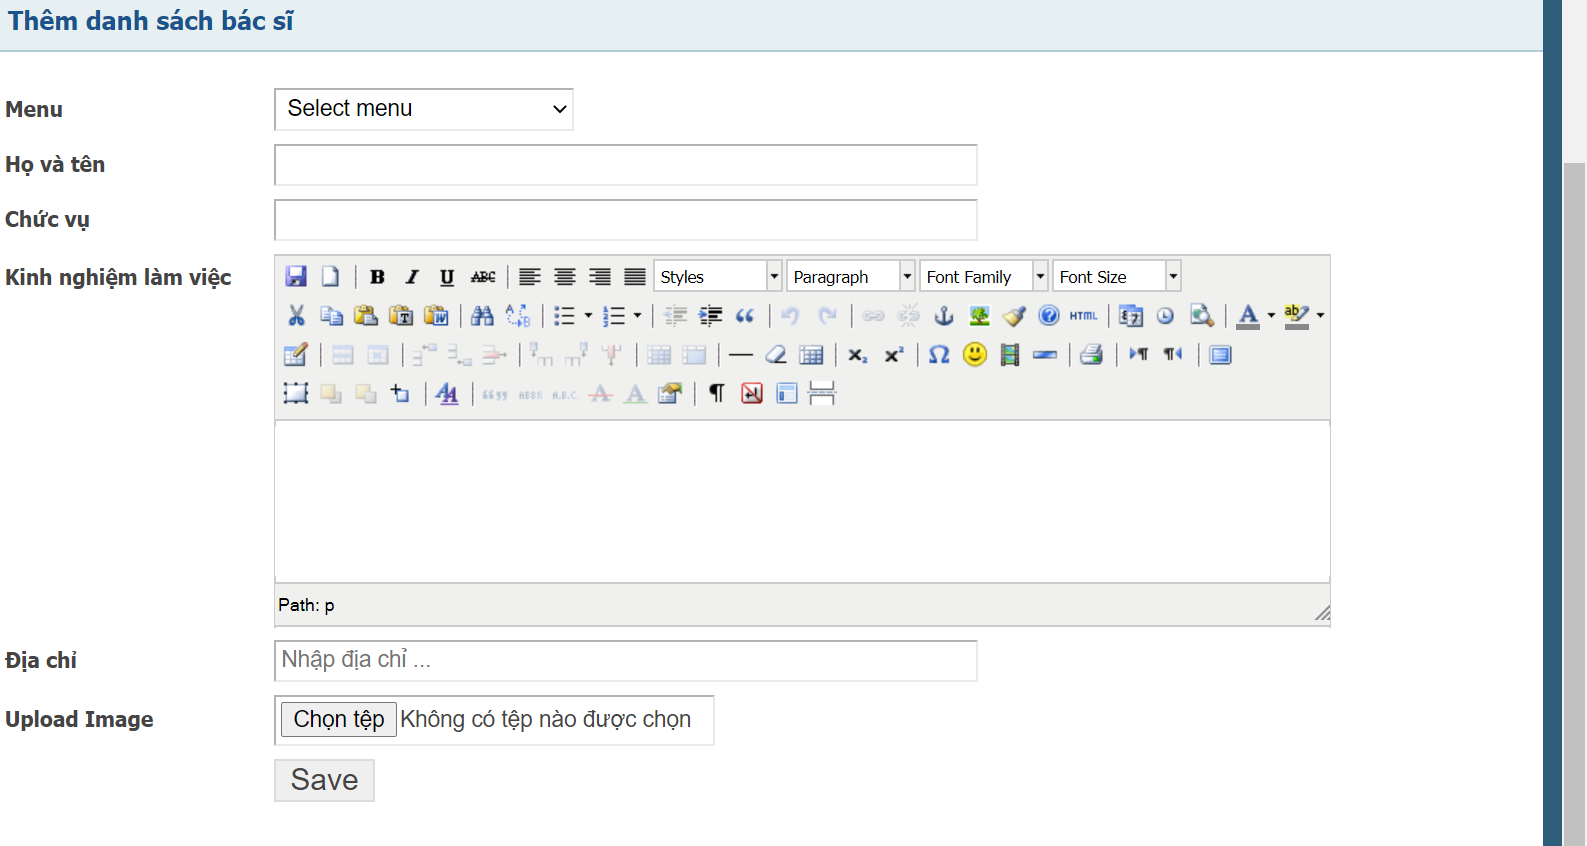 Thêm danh sách bác sĩ
Menu
Select menu
Họ và tên
Chức vụ
Kinh nghiệm làm việc
B I U ABC Styles Paragraph Font Family Font Size
HTML
Path: p
Địa chỉ
Nhập địa chỉ ...
Upload Image
Chọn tệp Không có tệp nào được chọn
Save